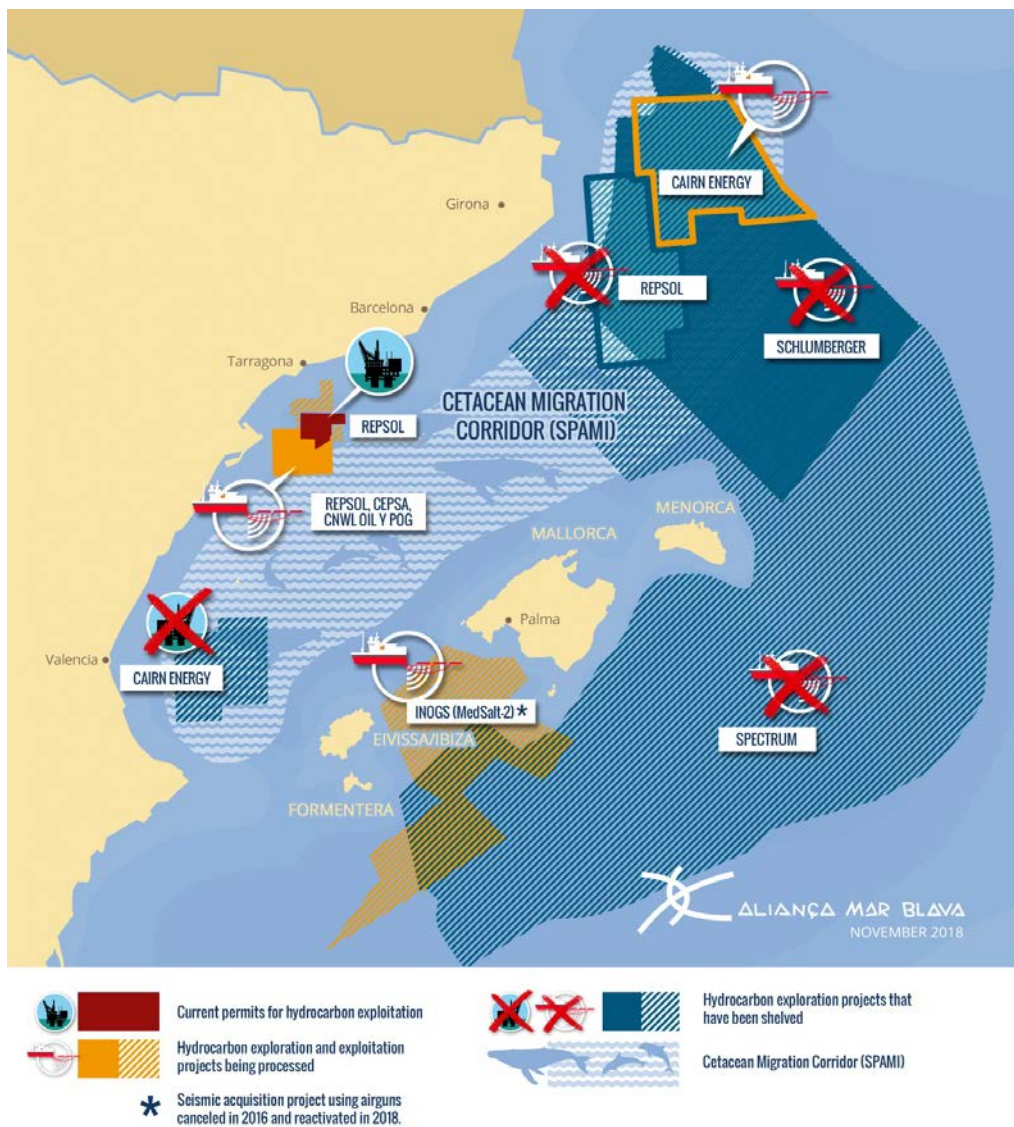 CAIRN ENERGY
Girona
REPSOL
Barcelona
SCHLUMBERGER
Tarragona
CETACEAN MIGRATION
CORRIDOR (SPAMI)
REPSOL
REPSOL, CEPSA,
CNWL OIL Y POG
MENORCA
MALLORCA
Palma
Valencia
CAIRN ENERGY
INOGS (MedSalt-2) *
EIVISSA/IBIZA
SPECTRUM
FORMENTERA
ALIANÇA MAR BLAVA
NOVEMBER 2018
Current permits for hydrocarbon exploitation
Hydrocarbon exploration and exploitation
projects being processed
* Seismic acquisition project using airguns
canceled in 2016 and reactivated in 2018.
Hydrocarbon exploration projects that
have been shelved
Cetacean Migration Corridor (SPAMI)